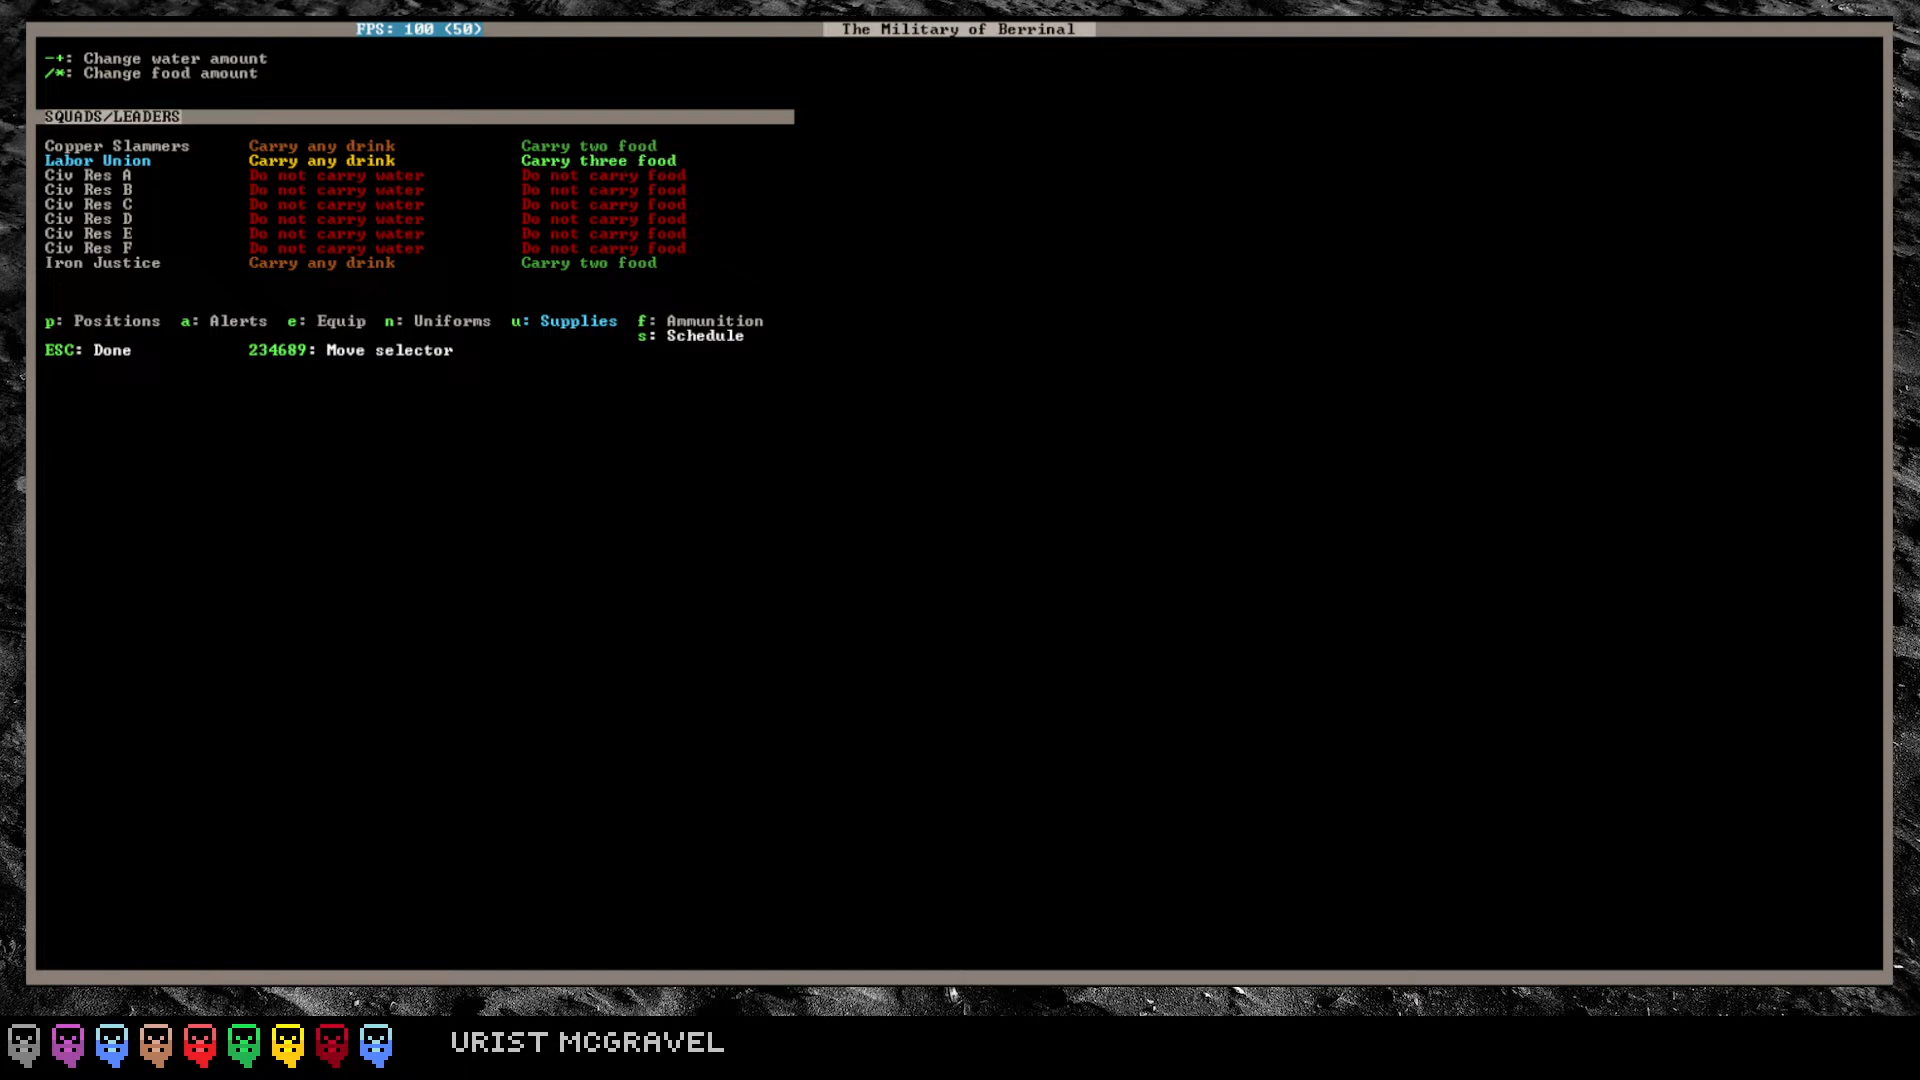 FPS: 100 (50) The Military of Berrinal
-+: Change water amount
/*: Change food amount
SQUADS/LEADERS
Copper Slammers Carry any drink Carry two food
Labor Union Carry any drink Carry three food
Civ Res A Do not carry water Do not carry food
Civ Res B Do not carry water Do not carry food
Civ Res C Do not carry water Do not carry food
Civ Res D Do not carry water Do not carry food
Civ Res E Do not carry water Do not carry food
Civ Res F Do not carry water Do not carry food
Iron Justice Carry any drink Carry two food
p: Positions a: Alerts e: Equip n: Uniforms u: Supplies f: Ammunition
s: Schedule
ESC: Done 234689: Move selector
URIST MCGRAVEL